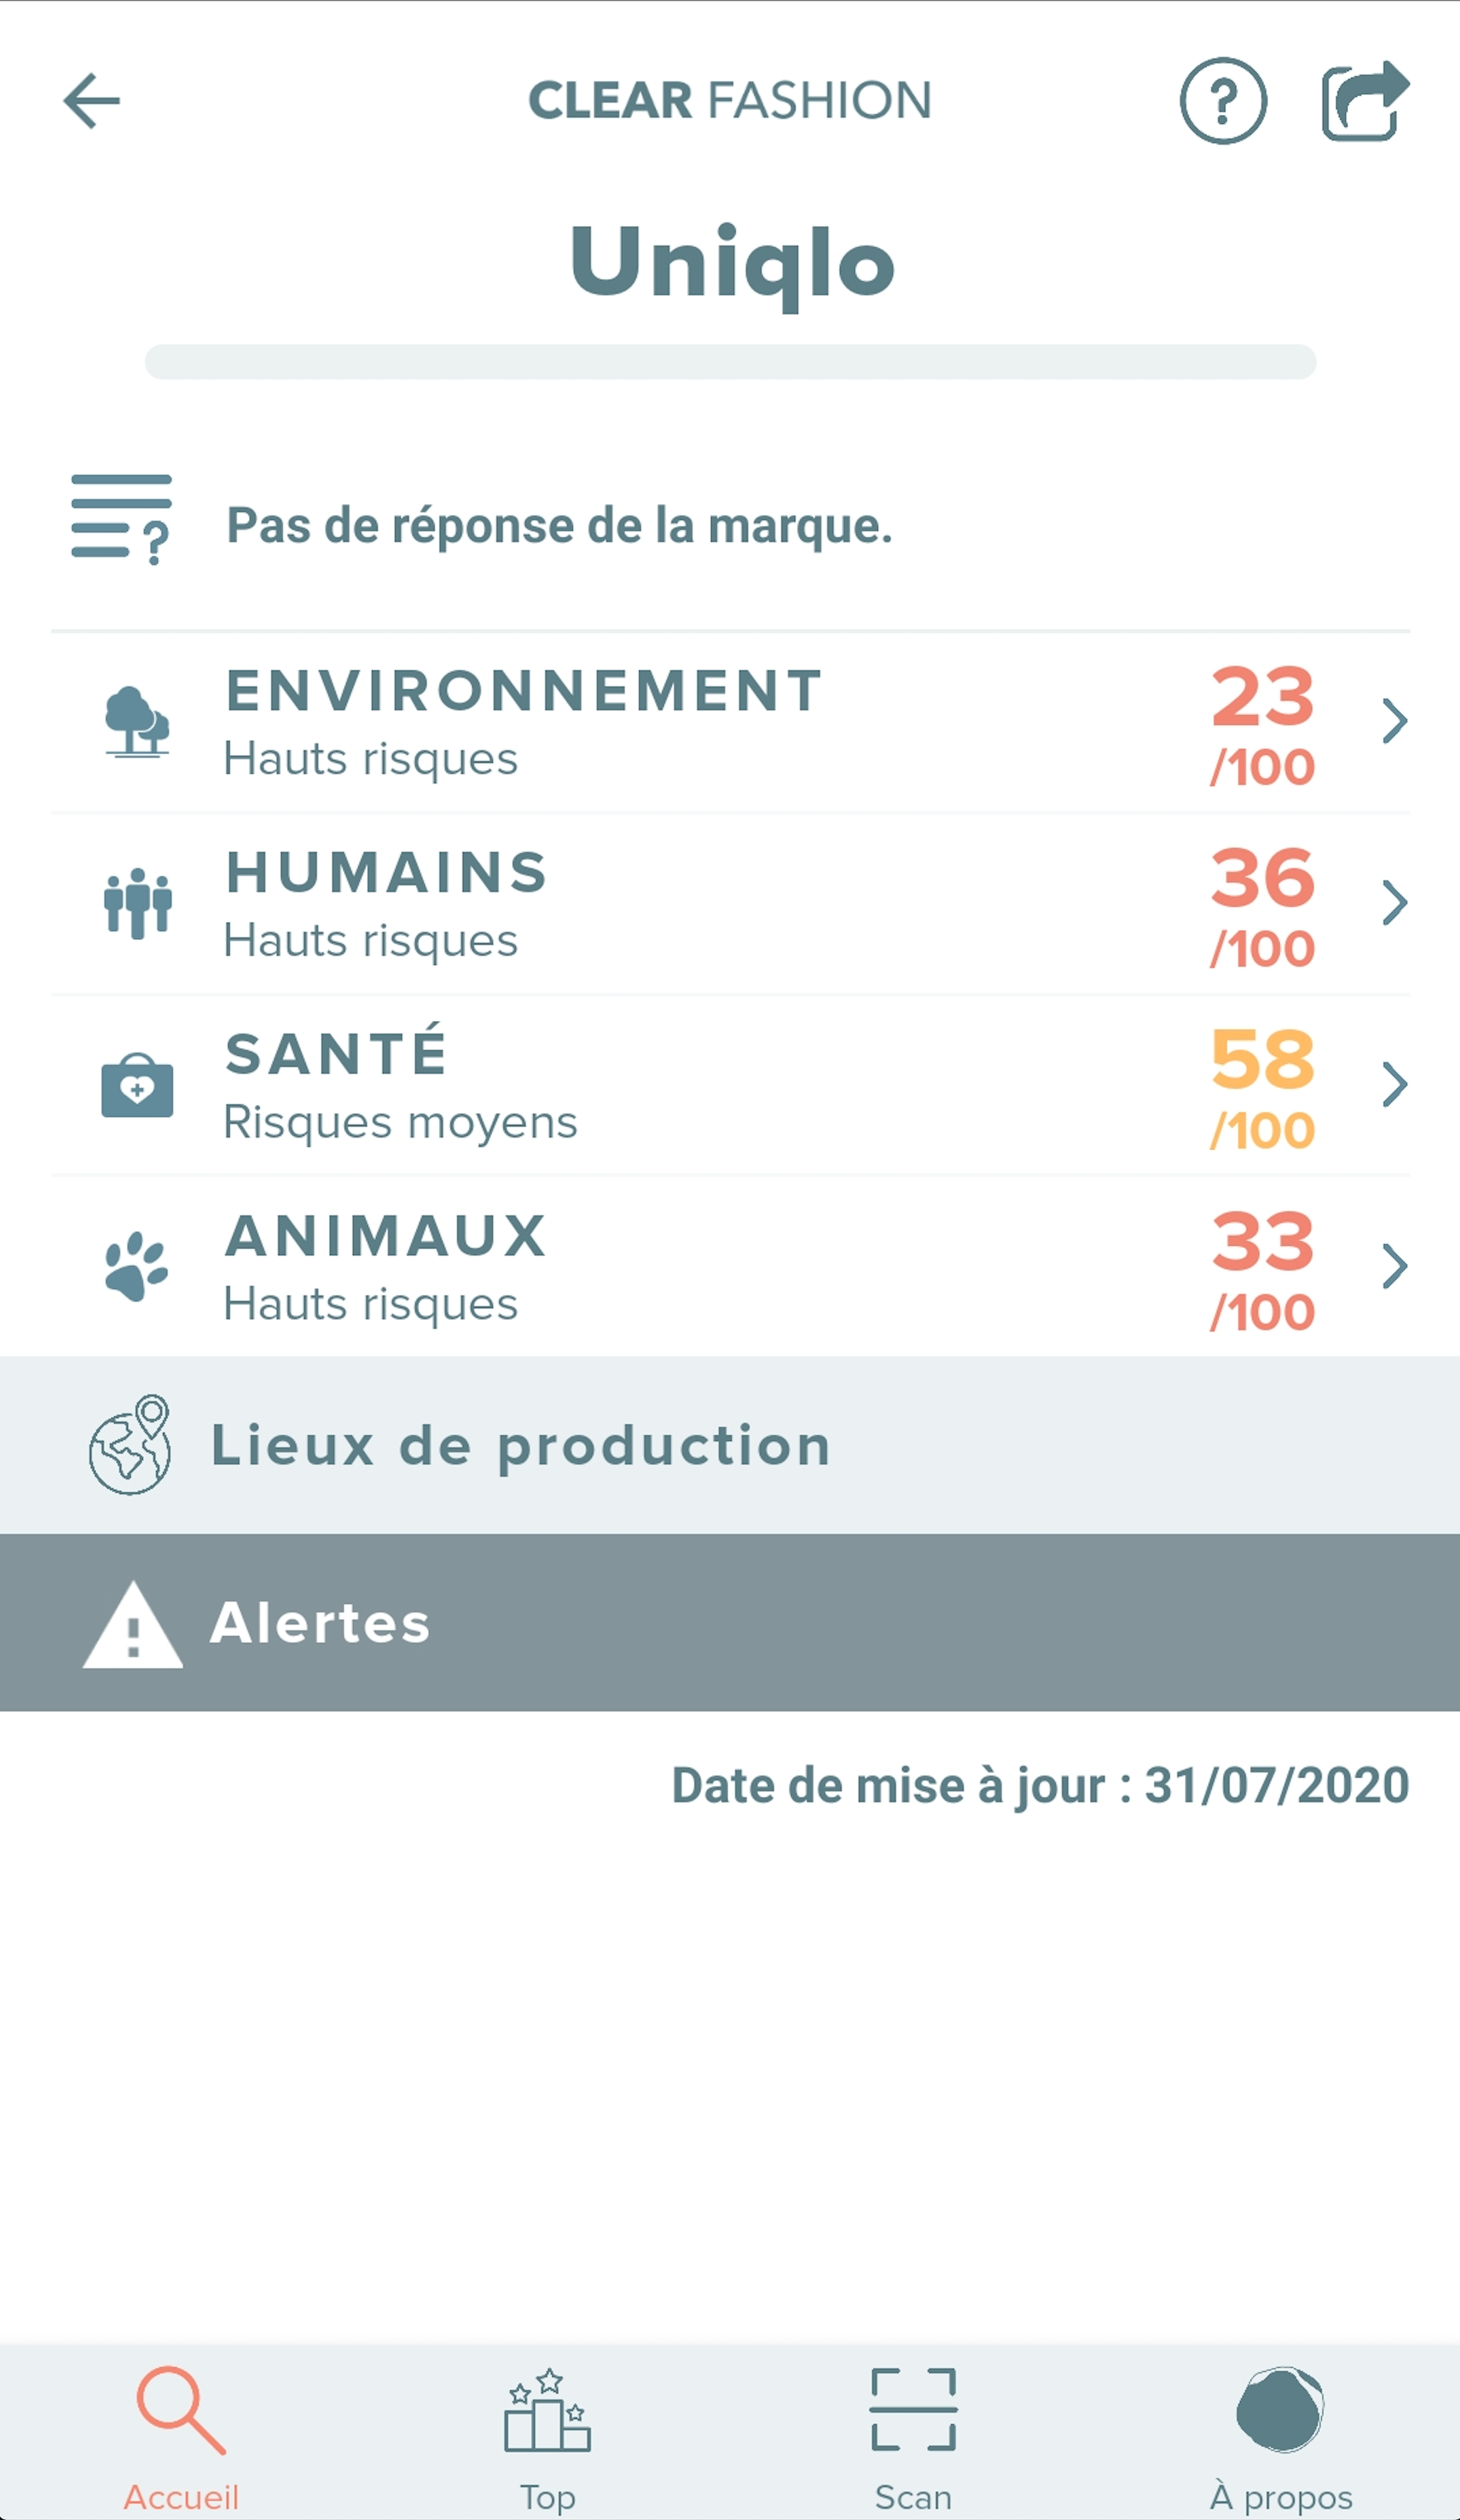 CLEAR FASHION
Uniqlo
Pas de réponse de la marque.
ENVIRONNEMENT
Hauts risques
23
/100
HUMAINS
Hauts risques
36
/100
SANTÉ
Risques moyens
58
/100
ANIMAUX
Hauts risques
33
/100
Lieux de production
Alertes
Date de mise à jour : 31/07/2020
Accueil
Top
Scan
À propos